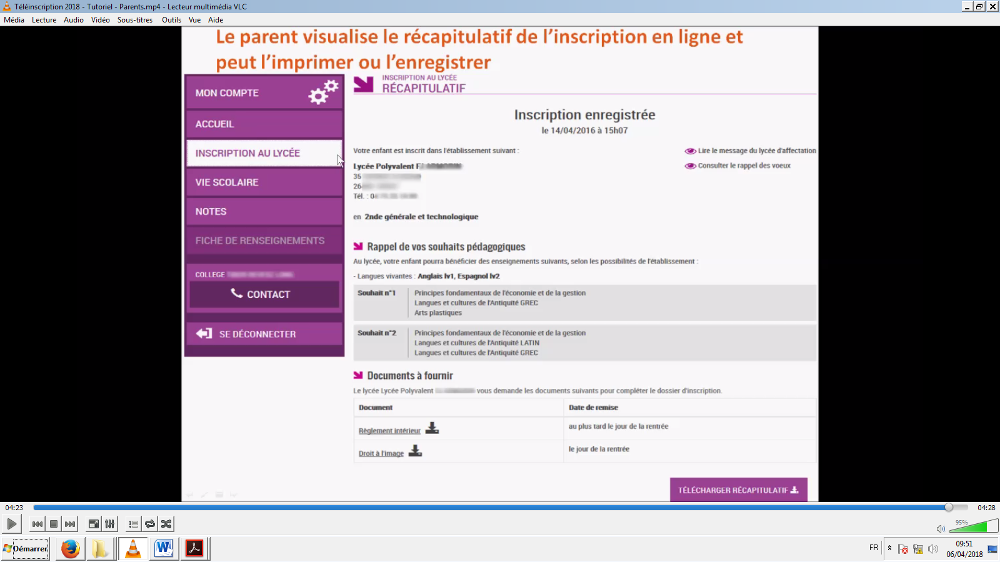 Téléinscription 2018 - Tutoriel - Parents.mp4 - Lecteur multimédia VLC
Média Lecture Audio Vidéo Sous-titres Outils Vue Aide
Le parent visualise le récapitulatif de l’inscription en ligne et
peut l’imprimer ou l’enregistrer
MON COMPTE
ACCUEIL
INSCRIPTION AU LYCÉE
VIE SCOLAIRE
NOTES
FICHE DE RENSEIGNEMENTS
COLLEGE
CONTACT
SE DÉCONNECTER
INSCRIPTION AU LYCÉE
RÉCAPITULATIF
Inscription enregistrée
le 14/04/2016 à 15h07
Votre enfant est inscrit dans l'établissement suivant :
Lire le message du lycée d'affectation
Consulter le rappel des voeux
Lycée Polyvalent
35
26
Tél. : 0
en 2nde générale et technologique
Rappel de vos souhaits pédagogiques
Au lycée, votre enfant pourra bénéficier des enseignements suivants, selon les possibilités de l'établissement :
- Langues vivantes : Anglais lv1, Espagnol lv2
Souhait n°1
Principes fondamentaux de l'économie et de la gestion
Langues et cultures de l'Antiquité GREC
Arts plastiques
Souhait n°2
Principes fondamentaux de l'économie et de la gestion
Langues et cultures de l'Antiquité LATIN
Langues et cultures de l'Antiquité GREC
Documents à fournir
Le lycée Lycée Polyvalent vous demande les documents suivants pour compléter le dossier d'inscription.
Document Date de remise
Règlement intérieur au plus tard le jour de la rentrée
Droit à l'image le jour de la rentrée
TÉLÉCHARGER RÉCAPITULATIF
04:23 04:28
95%
Démarrer
FR
09:51
06/04/2018